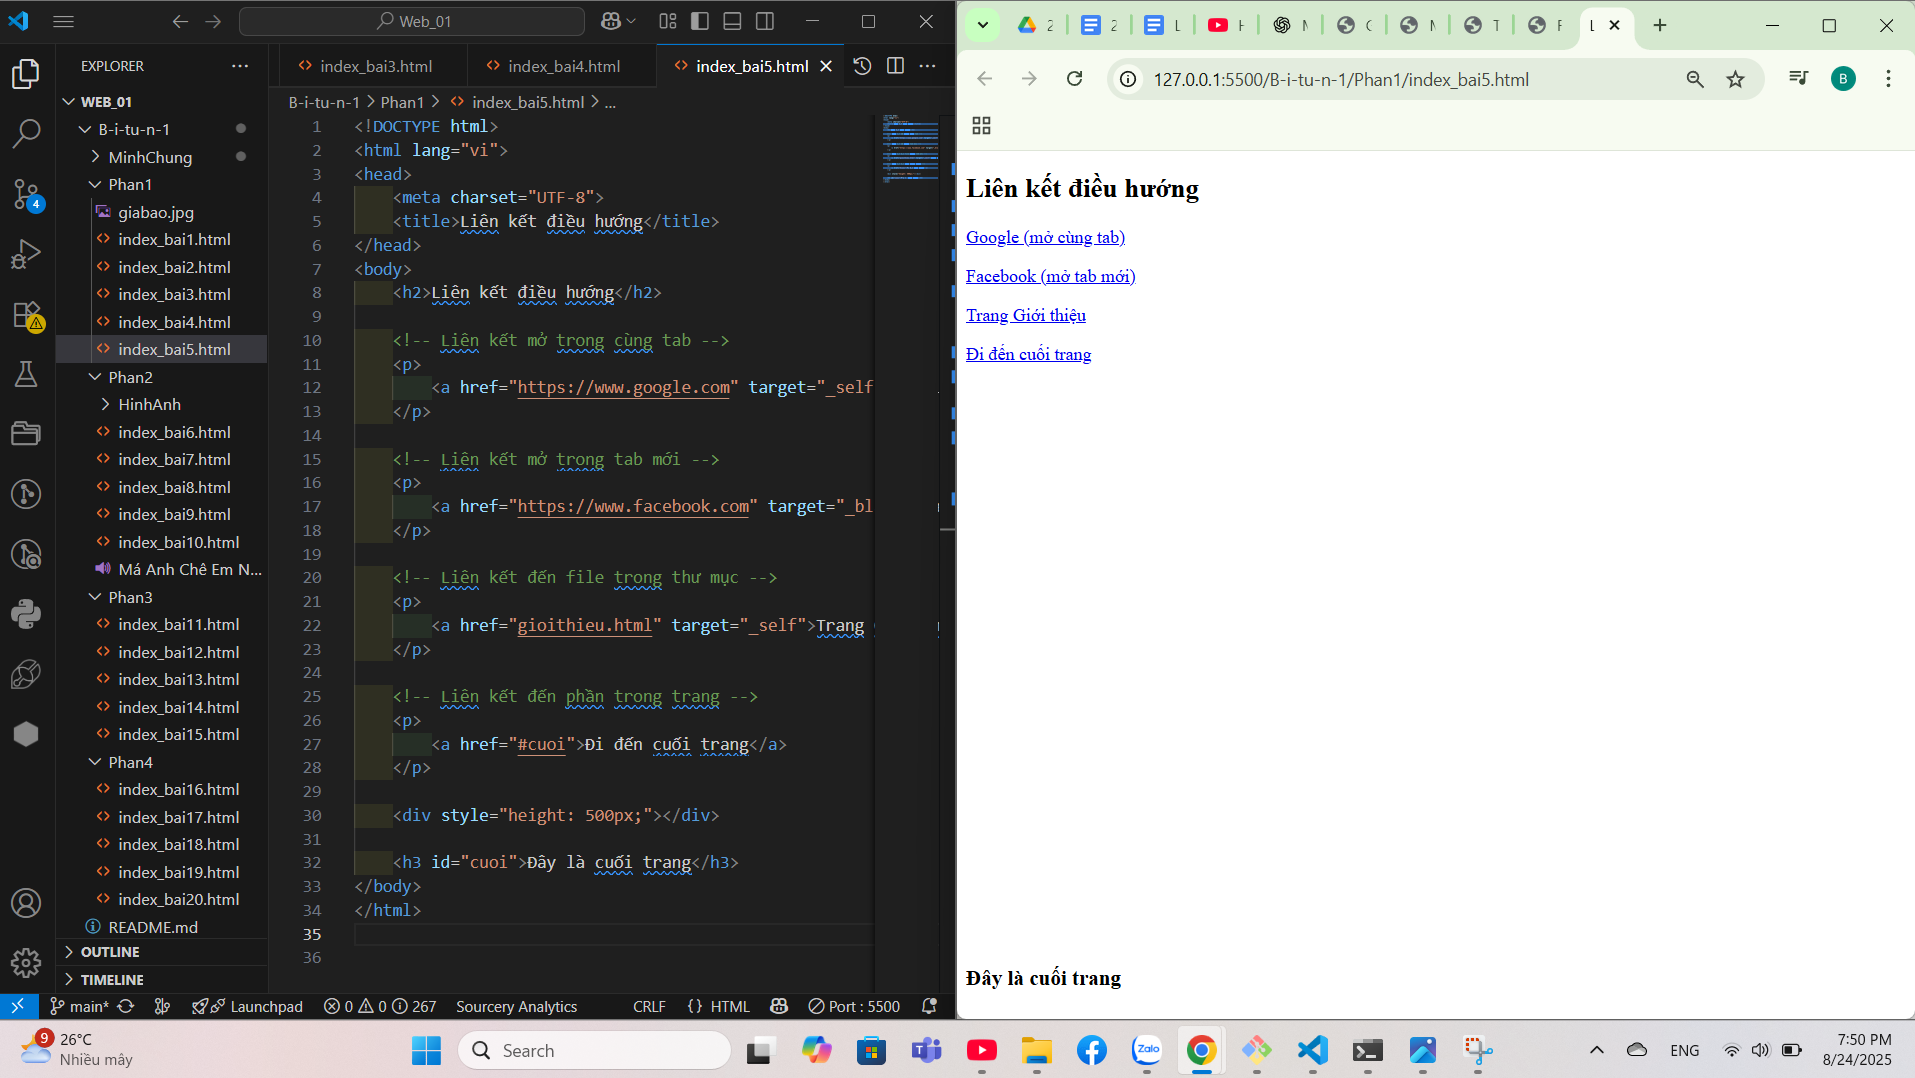 Web_01
EXPLORER
index_bai3.html
index_bai4.html
index_bai5.html
WEB_01
B-i-tu-n-1
MinhChung
Phan1
giabao.jpg
index_bai1.html
index_bai2.html
index_bai3.html
index_bai4.html
index_bai5.html
Phan2
HinhAnh
index_bai6.html
index_bai7.html
index_bai8.html
index_bai9.html
index_bai10.html
Má Anh Chê Em N...
Phan3
index_bai11.html
index_bai12.html
index_bai13.html
index_bai14.html
index_bai15.html
Phan4
index_bai16.html
index_bai17.html
index_bai18.html
index_bai19.html
index_bai20.html
README.md
OUTLINE
TIMELINE
4
B-i-tu-n-1 > Phan1 > index_bai5.html > ...
1 <!DOCTYPE html>
2 <html lang="vi">
3 <head>
4 <meta charset="UTF-8">
5 <title>Liên kết điều hướng</title>
6 </head>
7 <body>
8 <h2>Liên kết điều hướng</h2>
9
10 <!-- Liên kết mở trong cùng tab -->
11 <p>
12 <a href="https://www.google.com" target="_self
13 </p>
14
15 <!-- Liên kết mở trong tab mới -->
16 <p>
17 <a href="https://www.facebook.com" target="_bl
18 </p>
19
20 <!-- Liên kết đến file trong thư mục -->
21 <p>
22 <a href="gioithieu.html" target="_self">Trang
23 </p>
24
25 <!-- Liên kết đến phần trong trang -->
26 <p>
27 <a href="#cuoi">Đi đến cuối trang</a>
28 </p>
29
30 <div style="height: 500px;"></div>
31
32 <h3 id="cuoi">Đây là cuối trang</h3>
33 </body>
34 </html>
35
36
main* Launchpad 0 0 267 Sourcery Analytics CRLF {} HTML Port : 5500
2 2 L H M C M T F L
127.0.0.1:5500/B-i-tu-n-1/Phan1/index_bai5.html
B
Liên kết điều hướng
Google (mở cùng tab)
Facebook (mở tab mới)
Trang Giới thiệu
Đi đến cuối trang
Đây là cuối trang
9
26°C
Nhiều mây
Search
Zalo
ENG
7:50 PM
8/24/2025